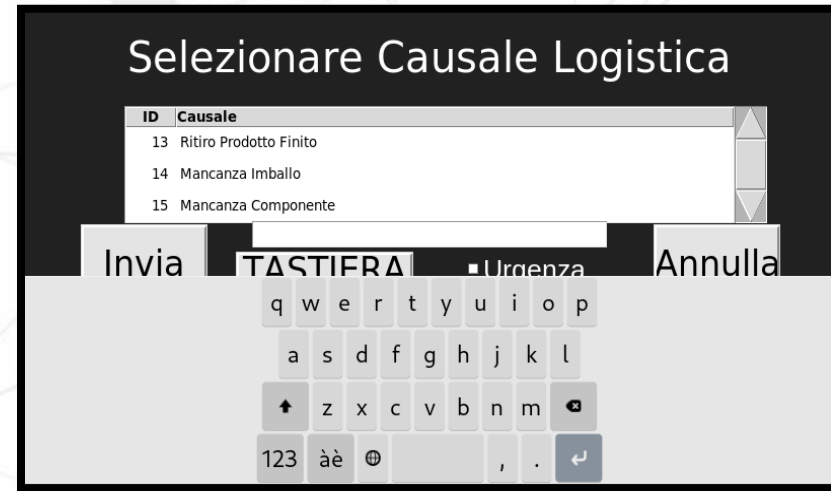 Selezionare Causale Logistica
ID Causale
13 Ritiro Prodotto Finito
14 Mancanza Imballo
15 Mancanza Componente
Invia TASTIERA Urgenza Annulla
q w e r t y u i o p
a s d f g h j k l
z x c v b n m
123 àè , .